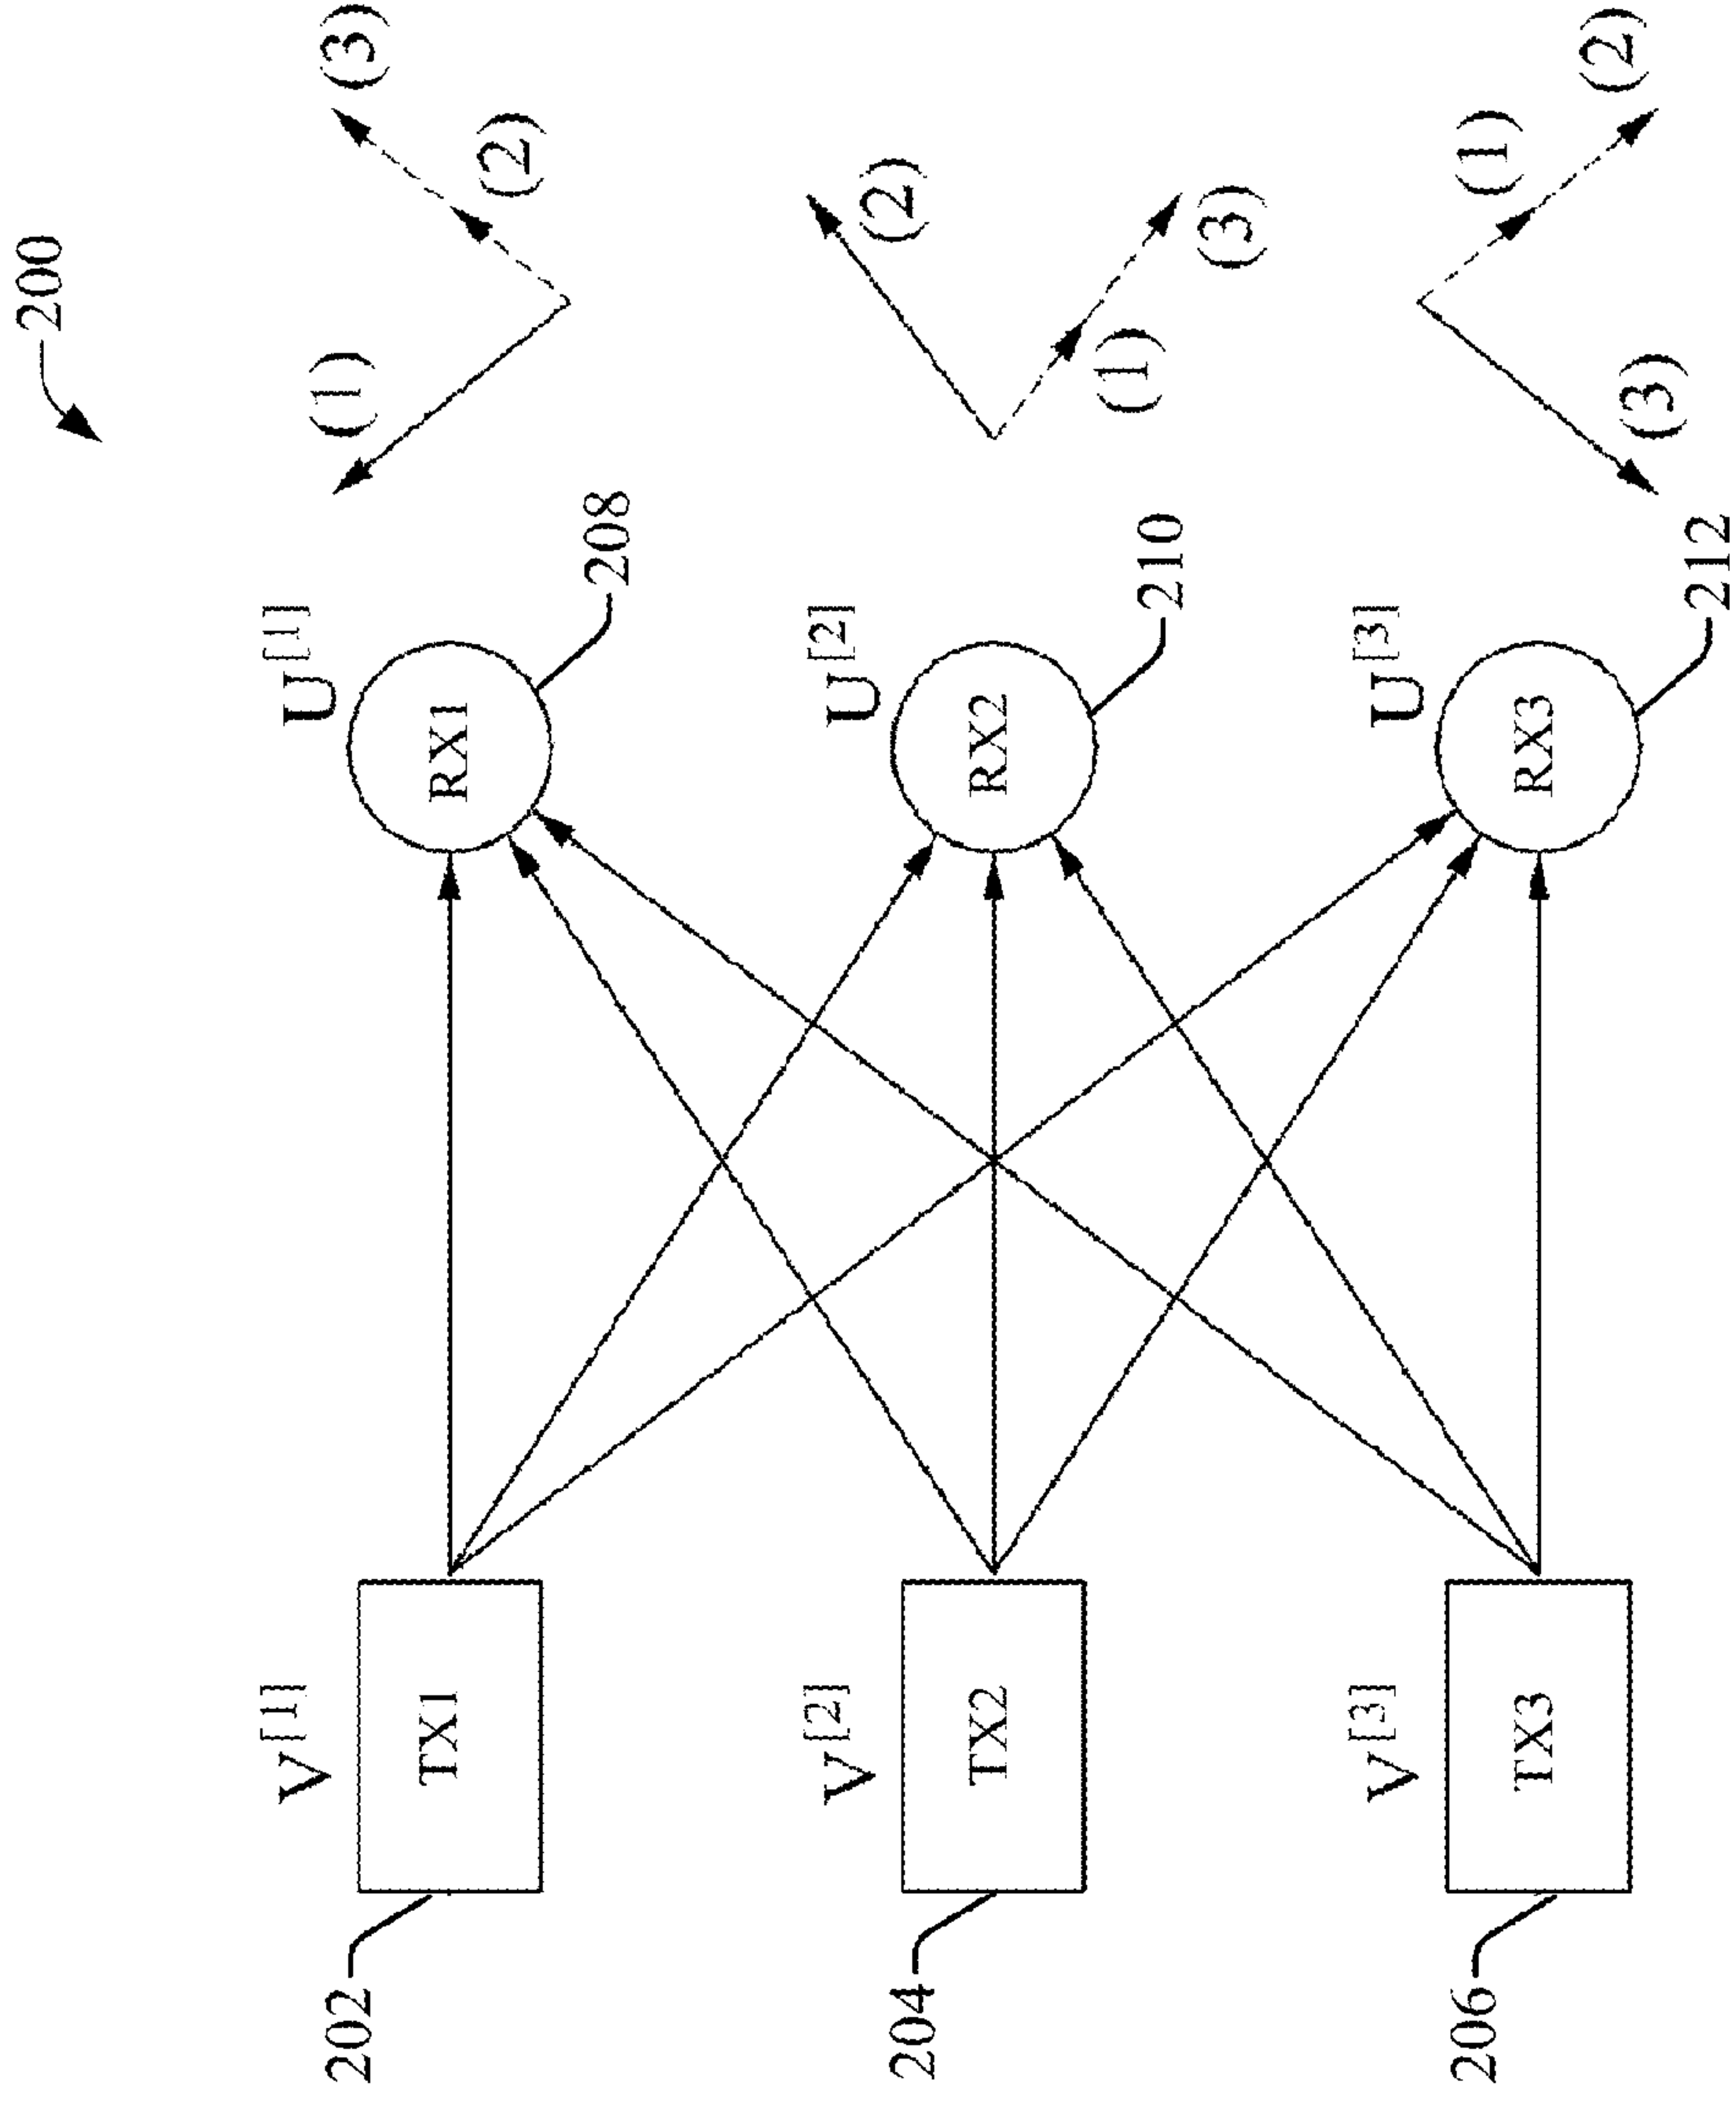 200
V[1]
TX1
202
U[1]
RX1
208
(1)
(2)
(3)
V[2]
TX2
204
U[2]
RX2
210
(2)
(1)
(3)
V[3]
TX3
206
U[3]
RX3
212
(1)
(2)
(3)